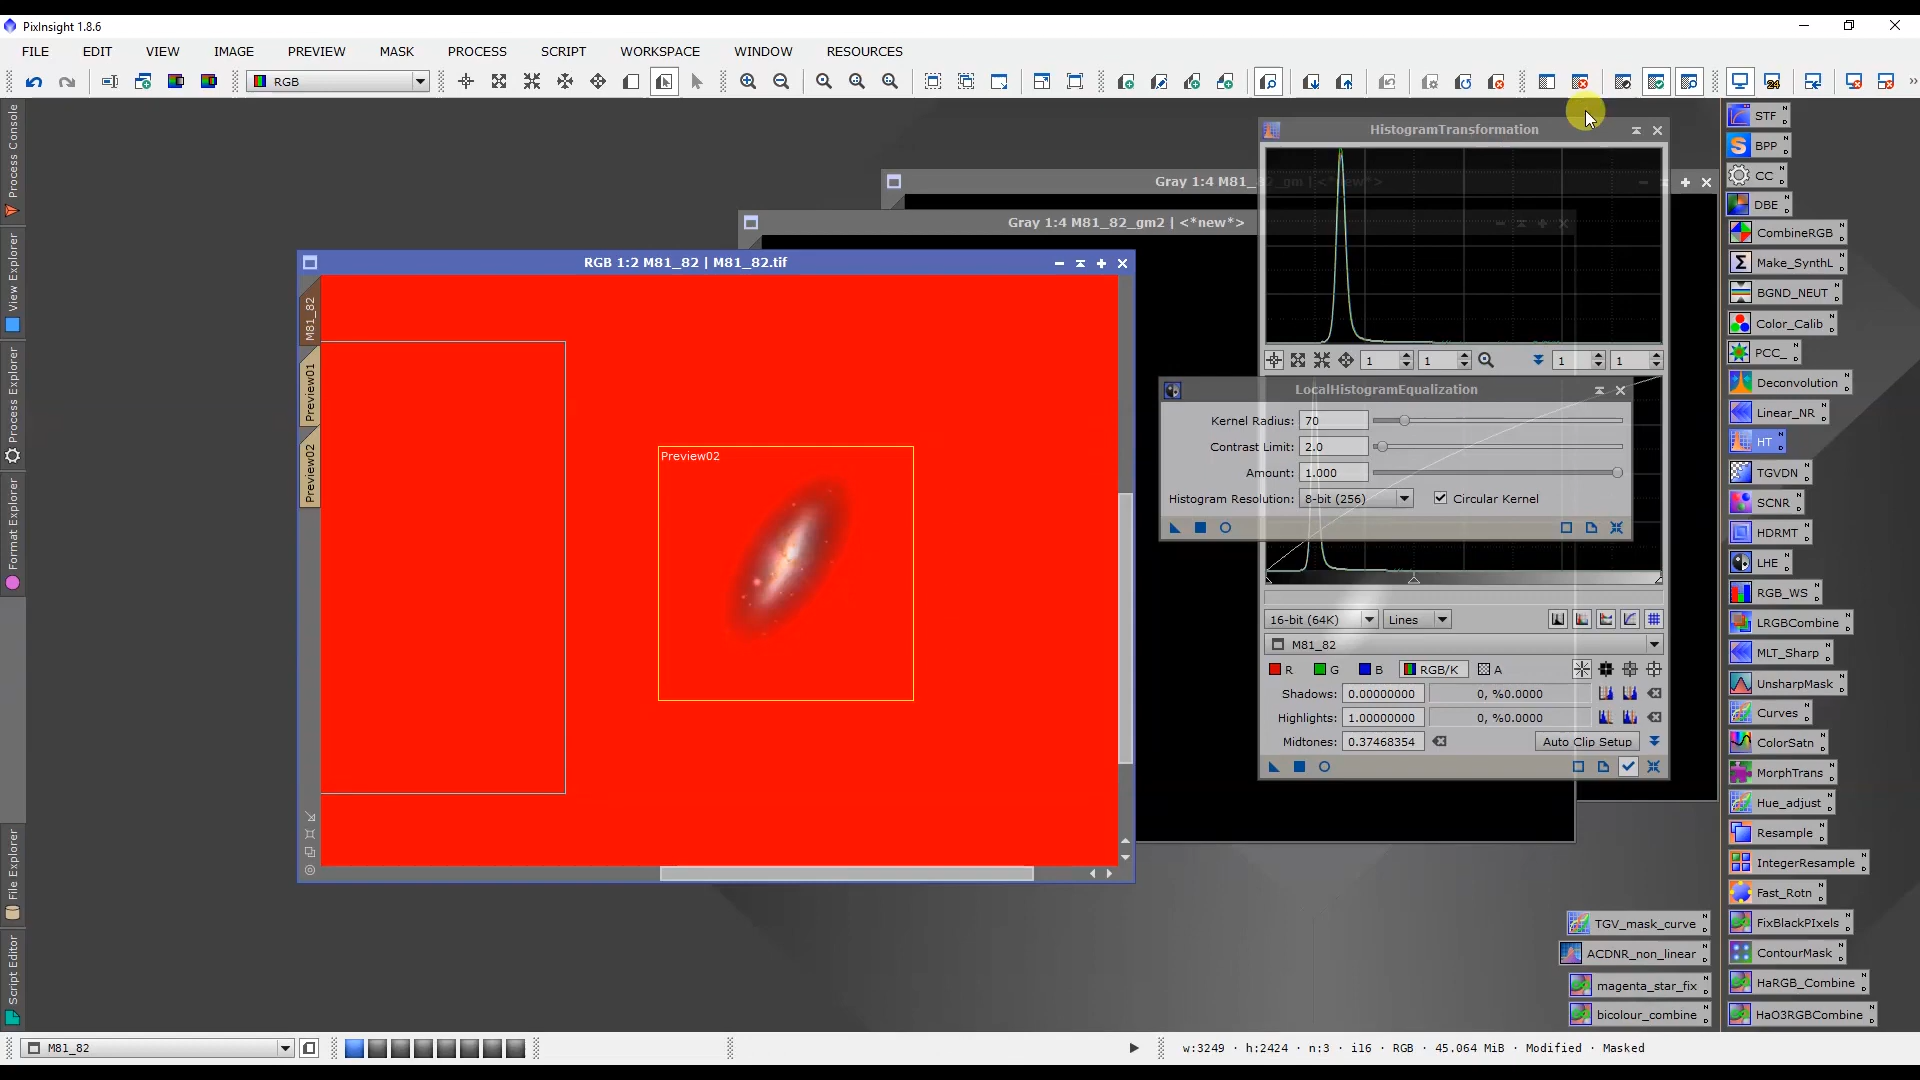 PixInsight 1.8.6
FILE EDIT VIEW IMAGE PREVIEW MASK PROCESS SCRIPT WORKSPACE WINDOW RESOURCES
RGB
24
Process Console
View Explorer
Process Explorer
Format Explorer
File Explorer
Script Editor
Gray 1:4 M81_82_gm | <*new*>
Gray 1:4 M81_82_gm2 | <*new*>
RGB 1:2 M81_82 | M81_82.tif
M81_82
Preview01
Preview02
Preview02
HistogramTransformation
1 1 1 1
LocalHistogramEqualization
Kernel Radius: 70
Contrast Limit: 2.0
Amount: 1.000
Histogram Resolution: 8-bit (256) Circular Kernel
16-bit (64K) Lines
M81_82
R G B RGB/K A
Shadows: 0.00000000 0, %0.0000
Highlights: 1.00000000 0, %0.0000
Midtones: 0.37468354 Auto Clip Setup
STF
BPP
CC
DBE
CombineRGB
Make_SynthL
BGND_NEUT
Color_Calib
PCC_
Deconvolution
Linear_NR
HT
TGVDN
SCNR
HDRMT
LHE
RGB_WS
LRGBCombine
MLT_Sharp
UnsharpMask
Curves
ColorSatn
MorphTrans
Hue_adjust
Resample
IntegerResample
Fast_Rotn
FixBlackPIxels
ContourMask
HaRGB_Combine
HaO3RGBCombine
TGV_mask_curve
ACDNR_non_linear
magenta_star_fix
bicolour_combine
M81_82
w:3249 · h:2424 · n:3 · i16 · RGB · 45.064 MiB · Modified · Masked